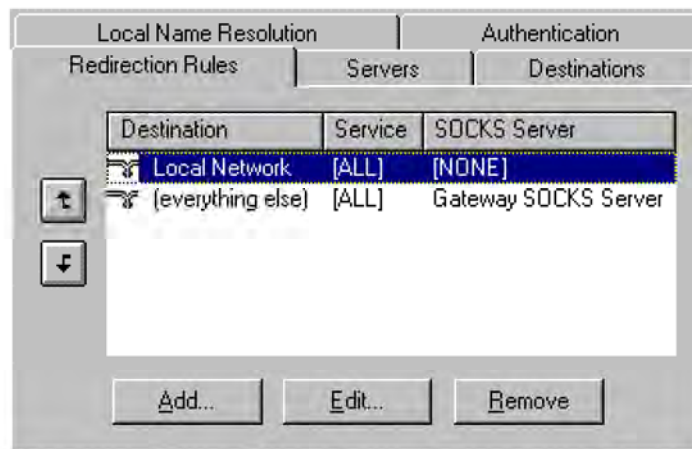 Local Name Resolution Authentication
Redirection Rules Servers Destinations
Destination Service SOCKS Server
Local Network [ALL] [NONE]
(everything else) [ALL] Gateway SOCKS Server
Add... Edit... Remove